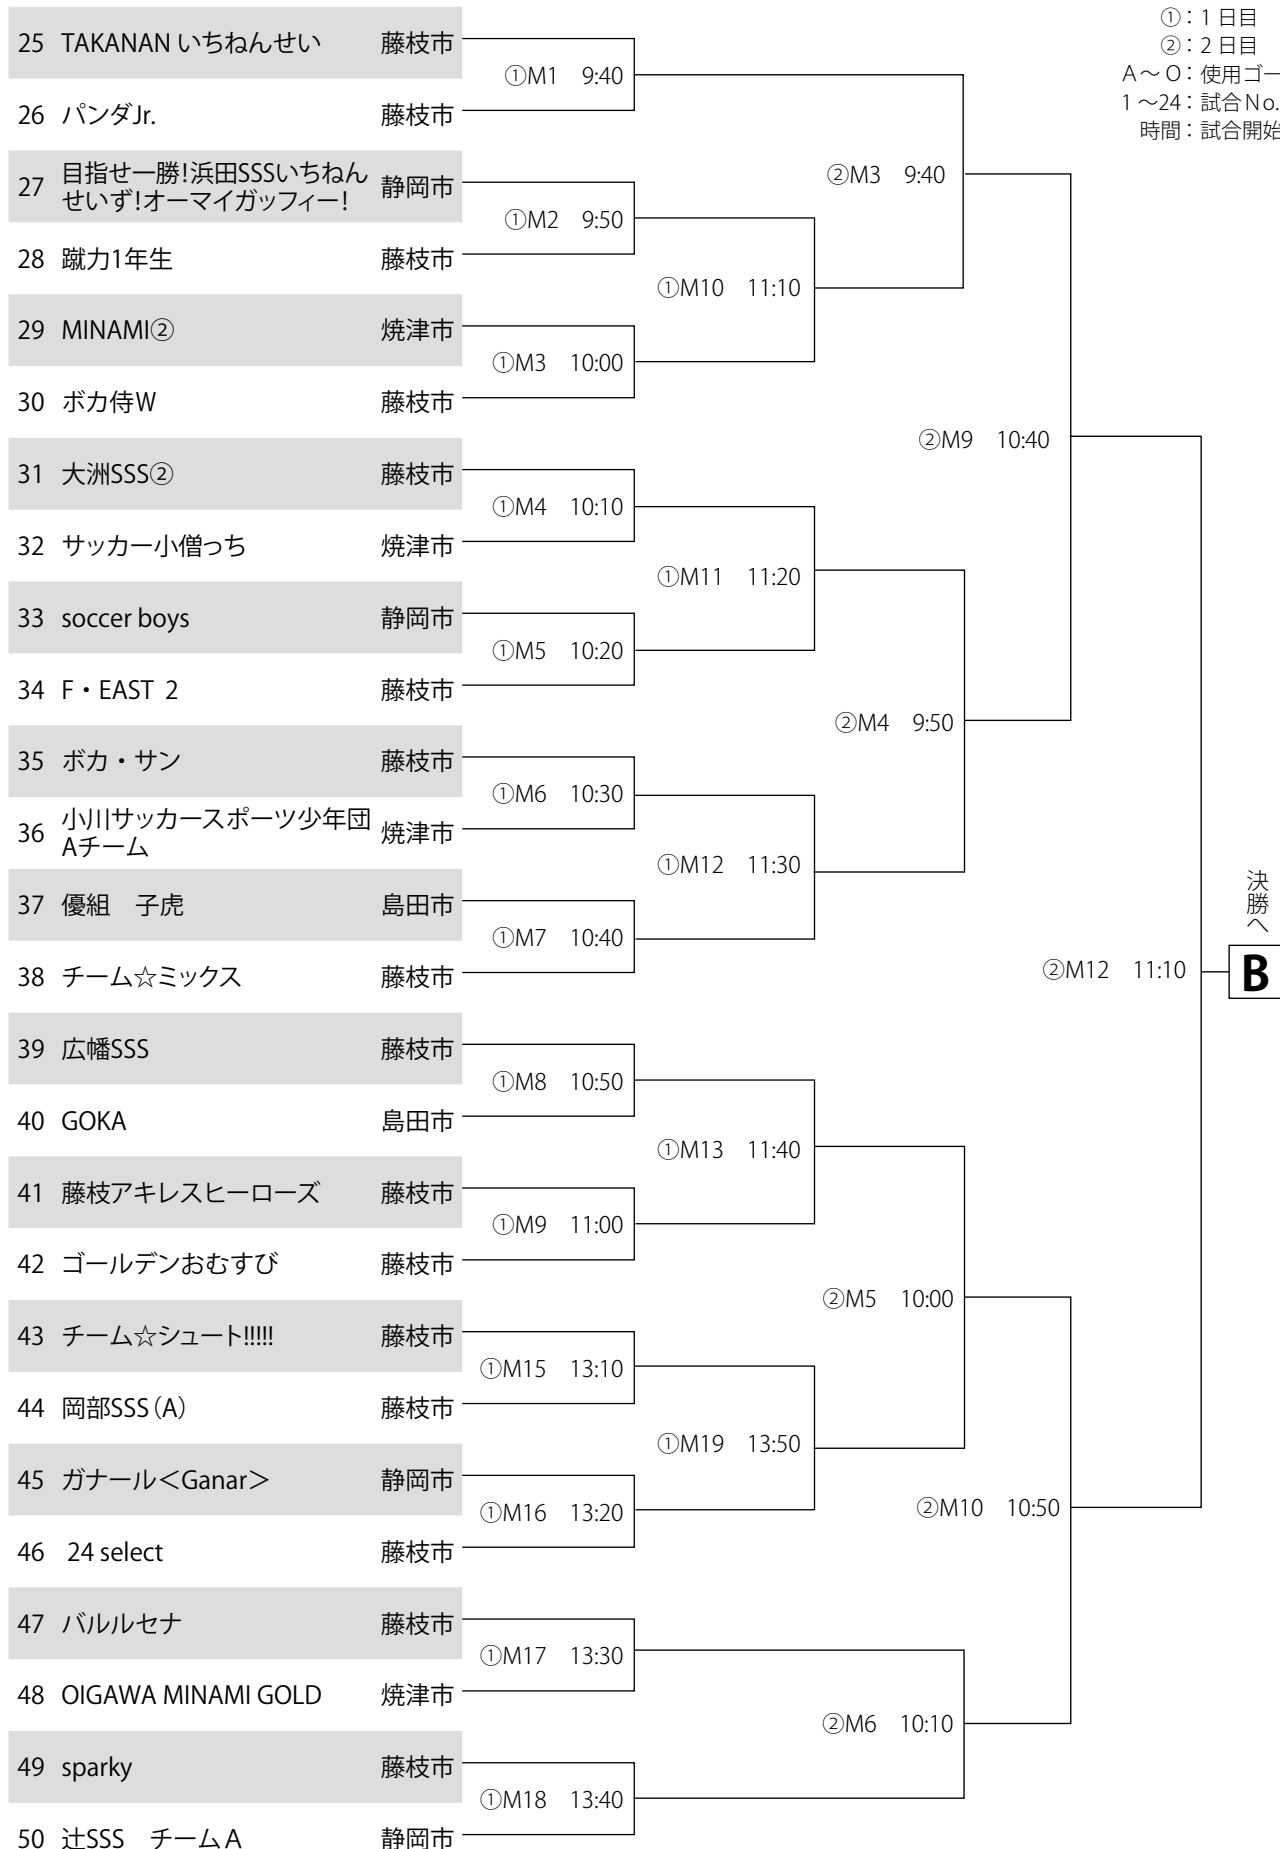 ①：1 日目
②：2 日目
A～O：使用ゴー
1～24：試合No.
時間：試合開始
25 TAKANAN いちねんせい 藤枝市
①M1 9:40
26 パンダJr. 藤枝市
②M3 9:40
27 目指せ一勝！浜田SSSいちねん
せいず！オーマイガッフィー！ 静岡市
①M2 9:50
28 蹴力1年生 藤枝市
①M10 11:10
29 MINAMI② 焼津市
①M3 10:00
30 ボカ侍W 藤枝市
②M9 10:40
31 大洲SSS② 藤枝市
①M4 10:10
32 サッカー小僧っち 焼津市
①M11 11:20
33 soccer boys 静岡市
①M5 10:20
34 F・EAST 2 藤枝市
②M4 9:50
35 ボカ・サン 藤枝市
①M6 10:30
36 小川サッカースポーツ少年団
Aチーム 焼津市
①M12 11:30
37 優組　子虎 島田市
①M7 10:40
38 チーム☆ミックス 藤枝市
②M12 11:10
決勝へ
B
39 広幡SSS 藤枝市
①M8 10:50
40 GOKA 島田市
①M13 11:40
41 藤枝アキレスヒーローズ 藤枝市
①M9 11:00
42 ゴールデンおむすび 藤枝市
②M5 10:00
43 チーム☆シュート!!!!! 藤枝市
①M15 13:10
44 岡部SSS（A） 藤枝市
①M19 13:50
45 ガナール＜Ganar＞ 静岡市
①M16 13:20
②M10 10:50
46 24 select 藤枝市
47 バルルセナ 藤枝市
①M17 13:30
48 OIGAWA MINAMI GOLD 焼津市
②M6 10:10
49 sparky 藤枝市
①M18 13:40
50 辻SSS　チームA 静岡市